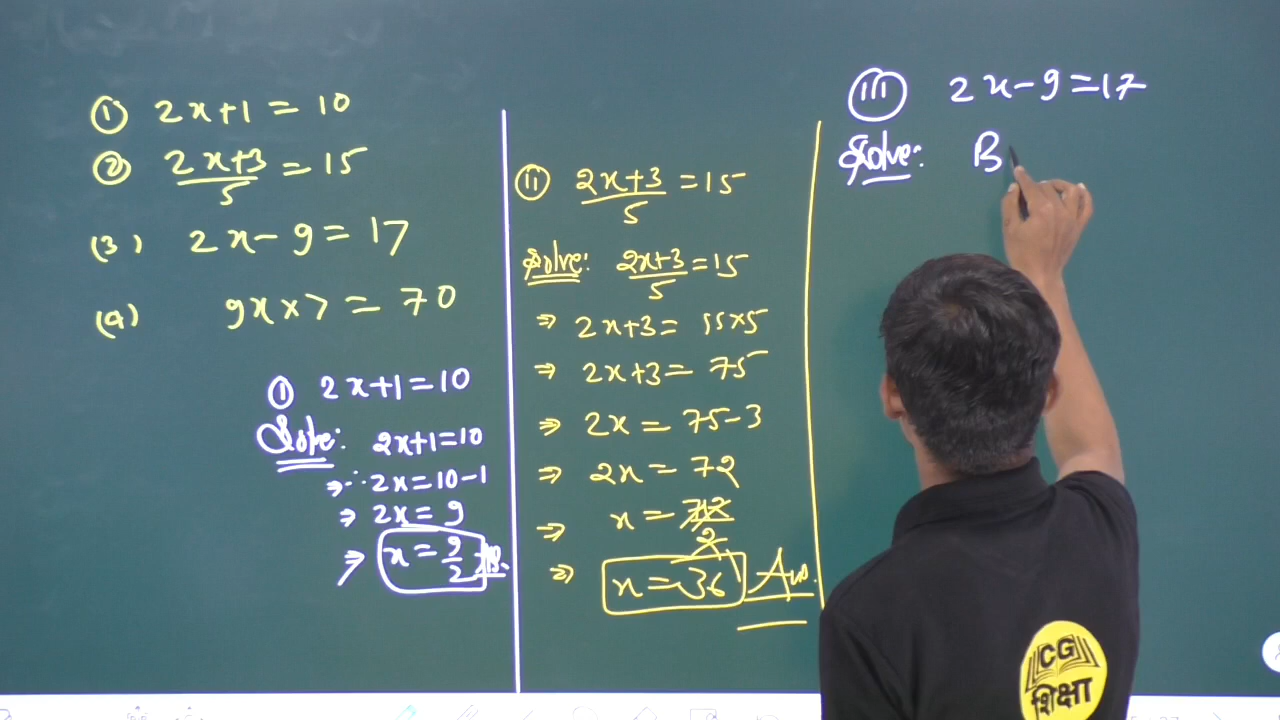 ① 2x+1 = 10
② 2x+3/5 = 15
(3) 2x-9 = 17
(4) 9x×7 = 70
① 2x+1=10
Solve: 2x+1=10
⇒∴ 2x=10-1
⇒ 2x=9
⇒ x=9/2 Ans.
ⓘⓘ 2x+3/5 = 15
Solve: 2x+3/5 = 15
⇒ 2x+3 = 15×5
⇒ 2x+3 = 75
⇒ 2x = 75-3
⇒ 2x = 72
⇒ x = 72/2
⇒ x = 36 Ans.
(III) 2x-9=17
Solve: B
CG
शिक्षा